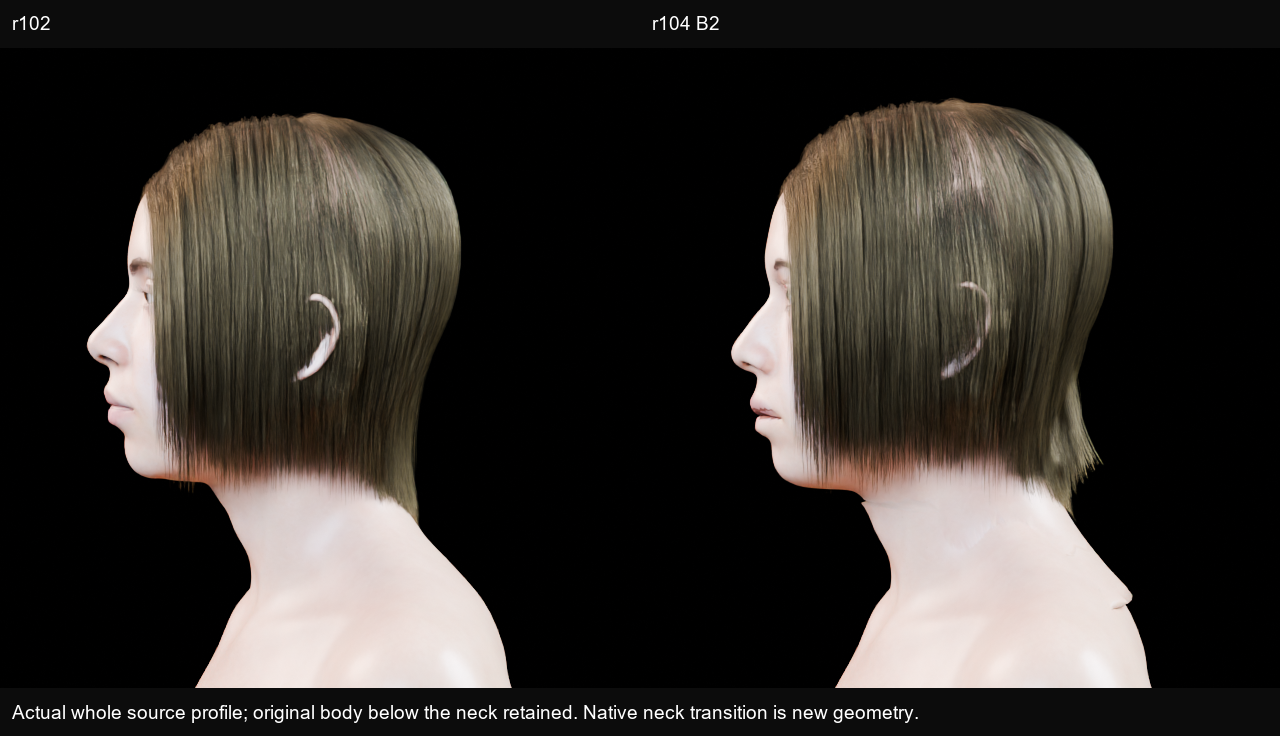 r102
r104 B2
Actual whole source profile; original body below the neck retained. Native neck transition is new geometry.